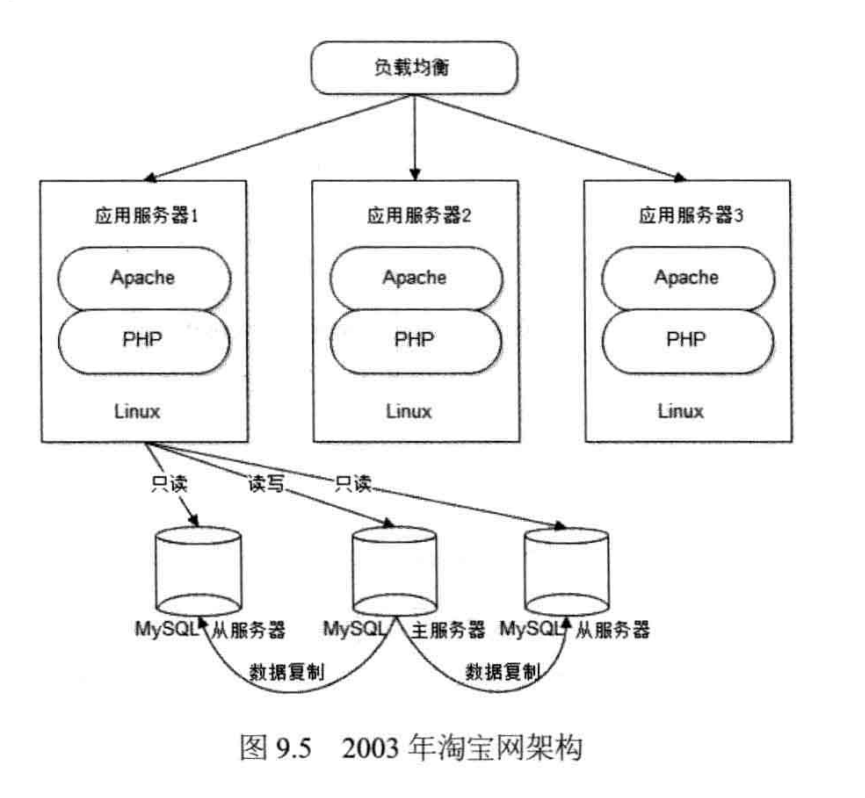 负载均衡
应用服务器1
应用服务器2
应用服务器3
Apache
Apache
Apache
PHP
PHP
PHP
Linux
Linux
Linux
只读
读写
只读
MySQL 从服务器
MySQL 主服务器
MySQL 从服务器
数据复制
数据复制
图 9.5 2003 年淘宝网架构